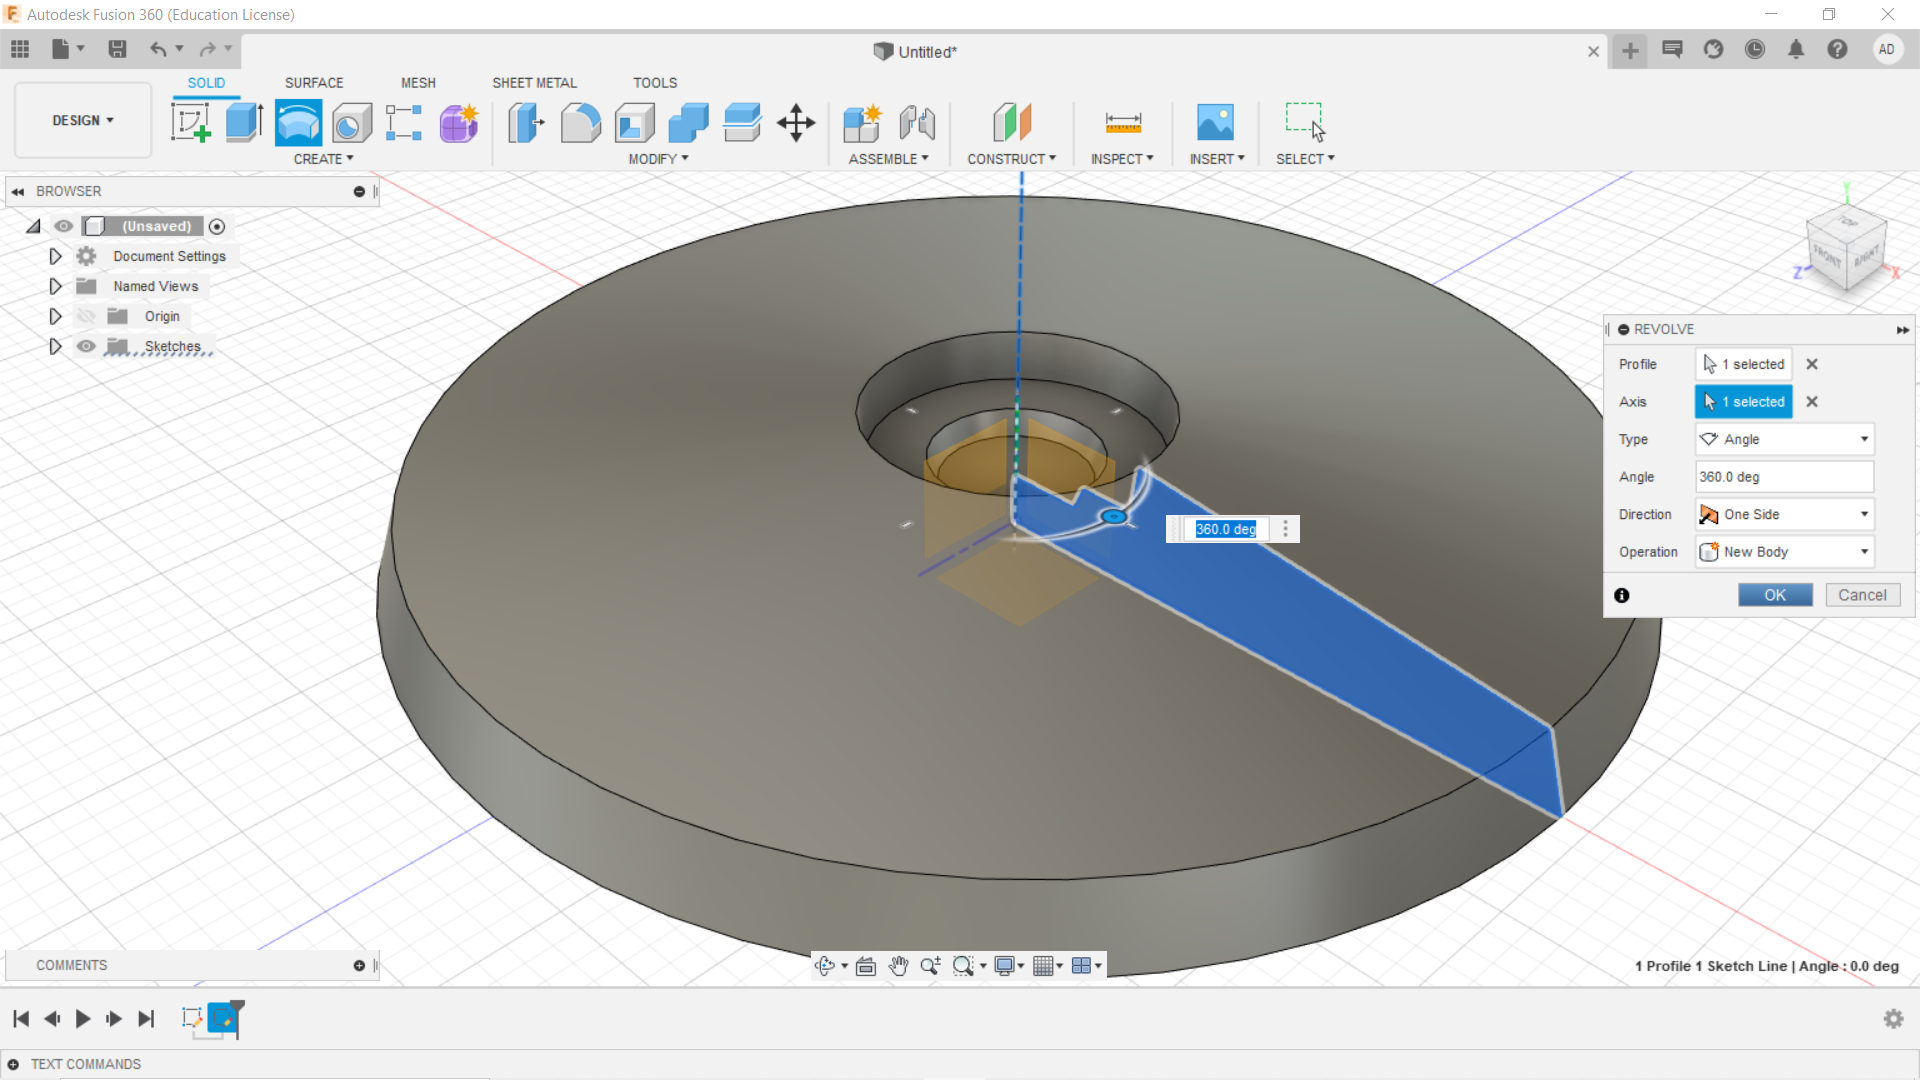 Autodesk Fusion 360 (Education License)
Untitled*
AD
DESIGN
SOLID
SURFACE
MESH
SHEET METAL
TOOLS
CREATE
MODIFY
ASSEMBLE
CONSTRUCT
INSPECT
INSERT
SELECT
BROWSER
(Unsaved)
Document Settings
Named Views
Origin
Sketches
Y
FRONT
RIGHT
Z
X
REVOLVE
Profile 1 selected
Axis 1 selected
Type Angle
Angle 360.0 deg
Direction One Side
Operation New Body
OK Cancel
360.0 deg
COMMENTS
1 Profile 1 Sketch Line | Angle : 0.0 deg
TEXT COMMANDS